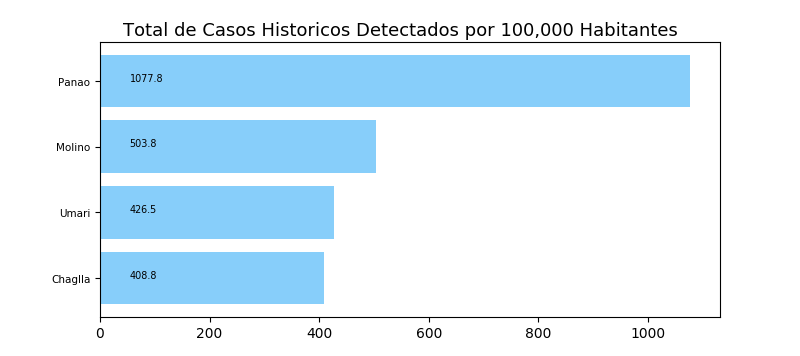 Total de Casos Historicos Detectados por 100,000 Habitantes
Panao
1077.8
Molino
503.8
Umari
426.5
Chaglla
408.8
0 200 400 600 800 1000